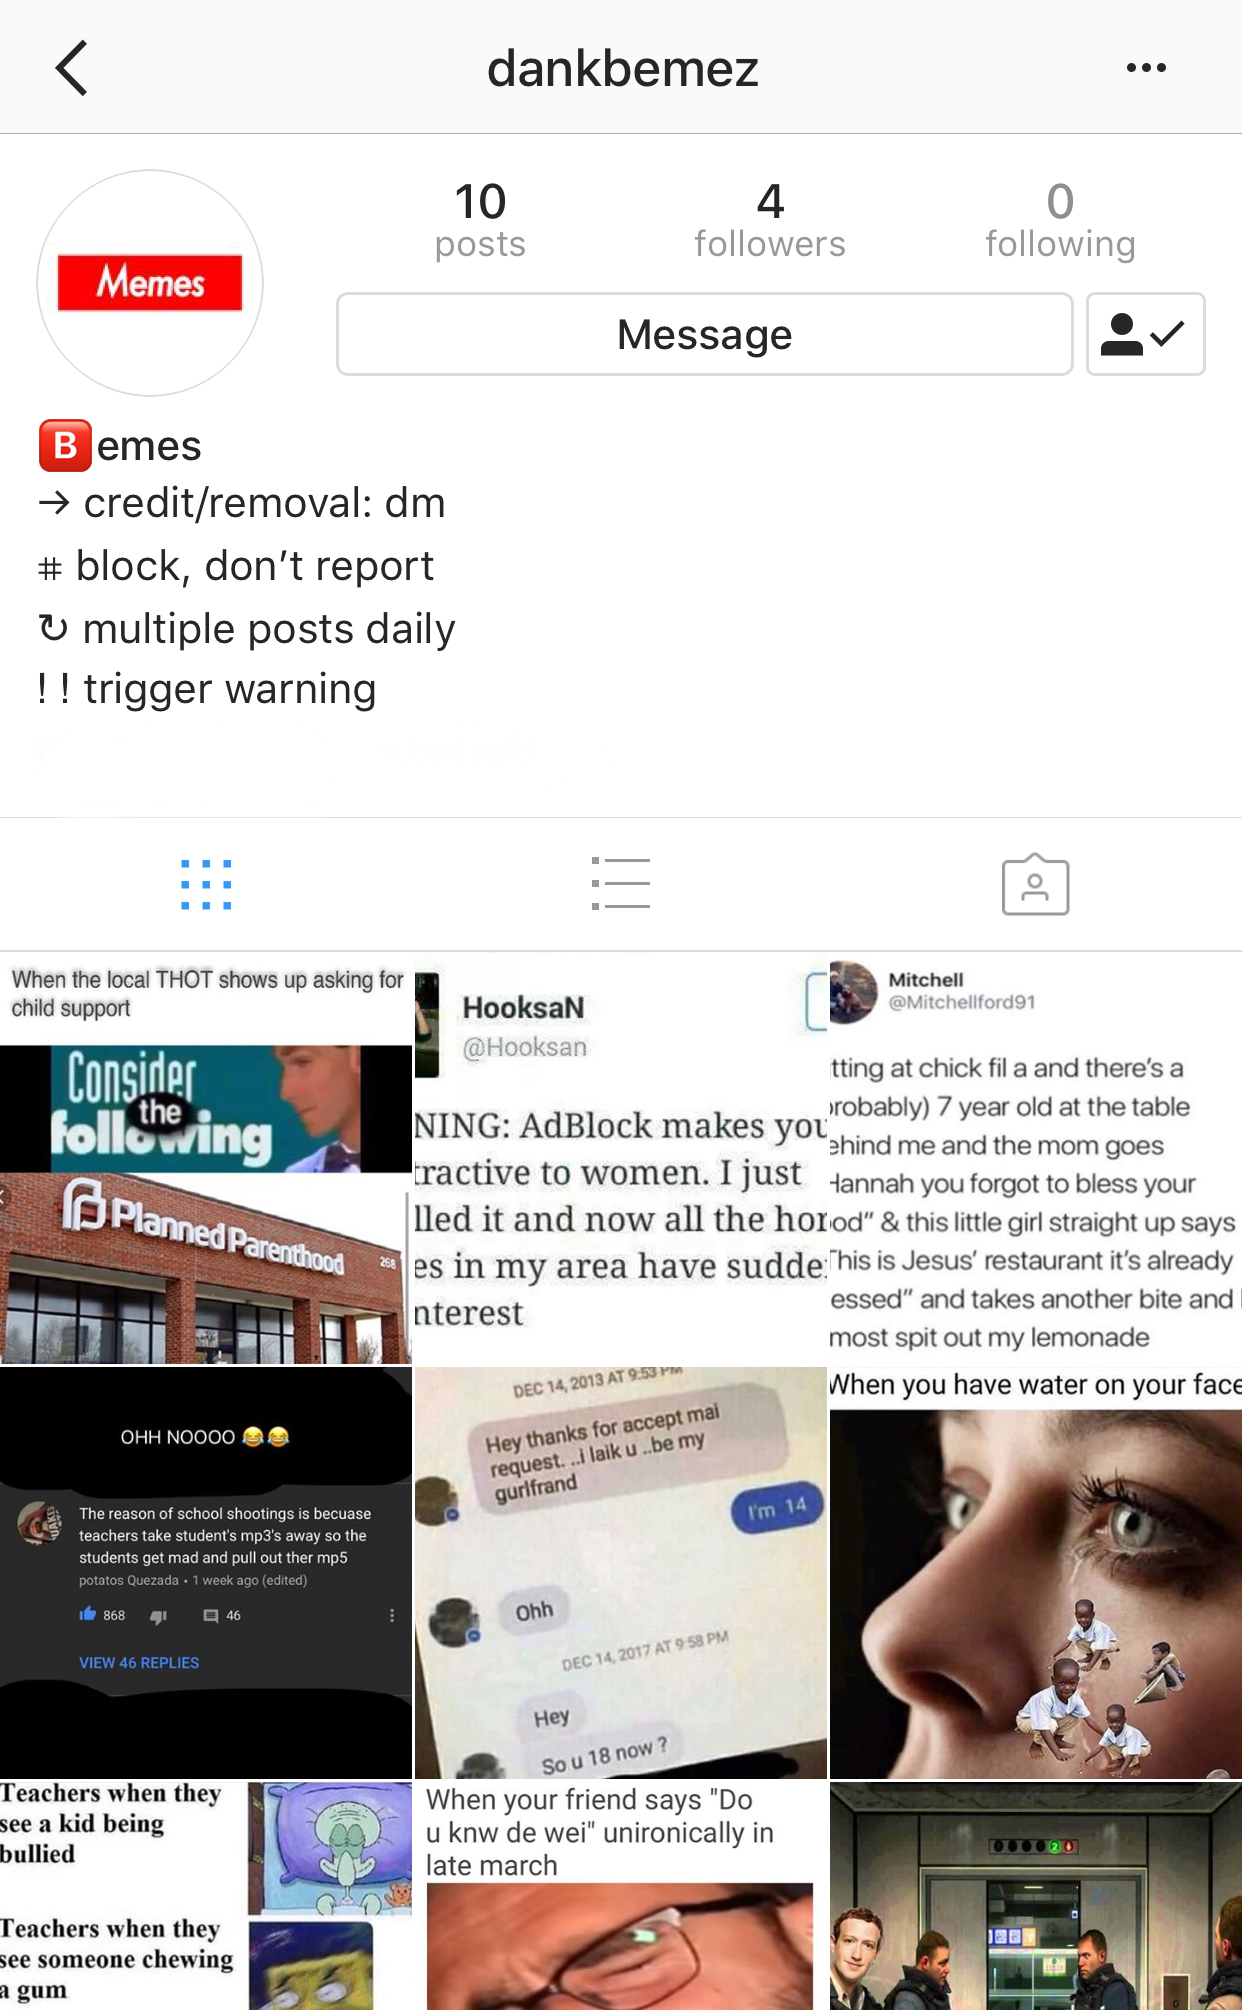 dankbemez
10
posts
4
followers
0
following
Memes
Message
🅱emes
→ credit/removal: dm
⌗ block, don’t report
↻ multiple posts daily
! ! trigger warning
When the local THOT shows up asking for
child support
Consider
the
following
Planned Parenthood
268
HooksaN
@Hooksan
NING: AdBlock makes you
ractive to women. I just
lled it and now all the hor
es in my area have sudde
nterest
Mitchell
@Mitchellford91
tting at chick fil a and there’s a
robably) 7 year old at the table
ehind me and the mom goes
Hannah you forgot to bless your
od” & this little girl straight up says
This is Jesus’ restaurant it’s already
essed” and takes another bite and
most spit out my lemonade
OHH NOOOO 😂😂
The reason of school shootings is becuase
teachers take student's mp3's away so the
students get mad and pull out ther mp5
potatos Quezada • 1 week ago (edited)
868
46
VIEW 46 REPLIES
DEC 14, 2013 AT 9:53 PM
Hey thanks for accept mai
request. ..i laik u ..be my
gurlfrand
I'm 14
Ohh
DEC 14, 2017 AT 9:58 PM
Hey
So u 18 now ?
When you have water on your face
Teachers when they
see a kid being
bullied
Teachers when they
see someone chewing
a gum
When your friend says "Do
u knw de wei" unironically in
late march
2